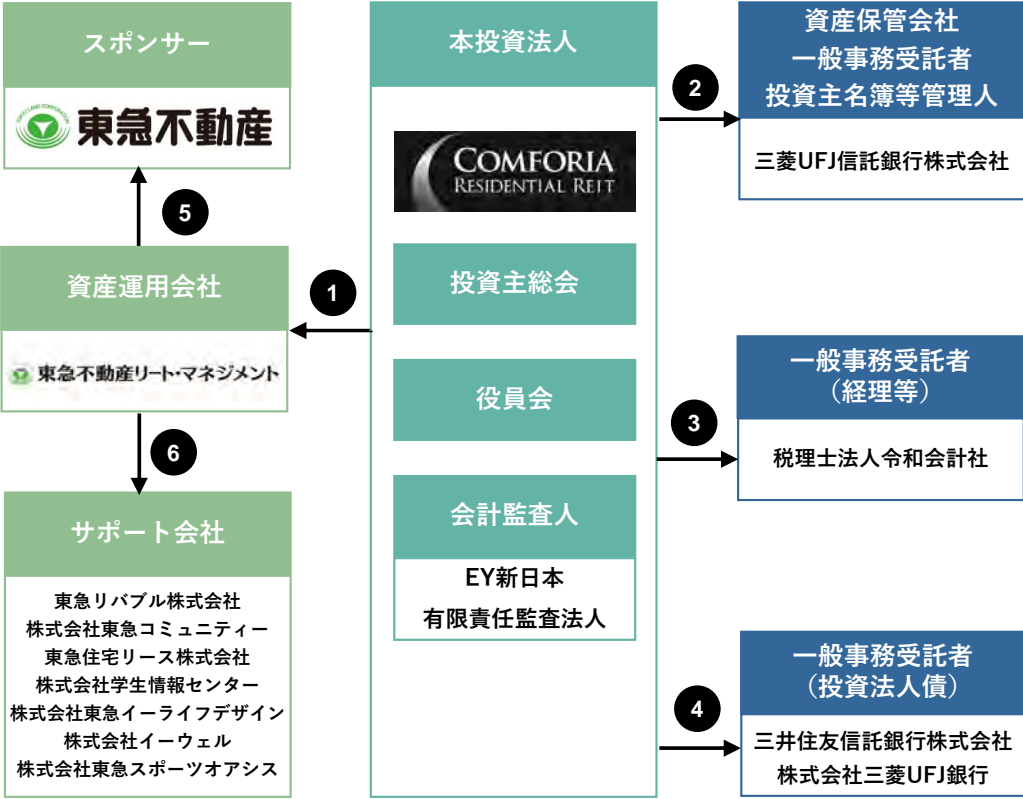 スポンサー
TOKYU LAND CORPORATION
東急不動産
5
資産運用会社
東急不動産リート・マネジメント
6
サポート会社
東急リバブル株式会社
株式会社東急コミュニティー
東急住宅リース株式会社
株式会社学生情報センター
株式会社東急イーライフデザイン
株式会社イーウェル
株式会社東急スポーツオアシス
1
本投資法人
COMFORIA
RESIDENTIAL REIT
投資主総会
役員会
会計監査人
EY新日本
有限責任監査法人
2
資産保管会社
一般事務受託者
投資主名簿等管理人
三菱UFJ信託銀行株式会社
3
一般事務受託者
（経理等）
税理士法人令和会計社
4
一般事務受託者
（投資法人債）
三井住友信託銀行株式会社
株式会社三菱UFJ銀行